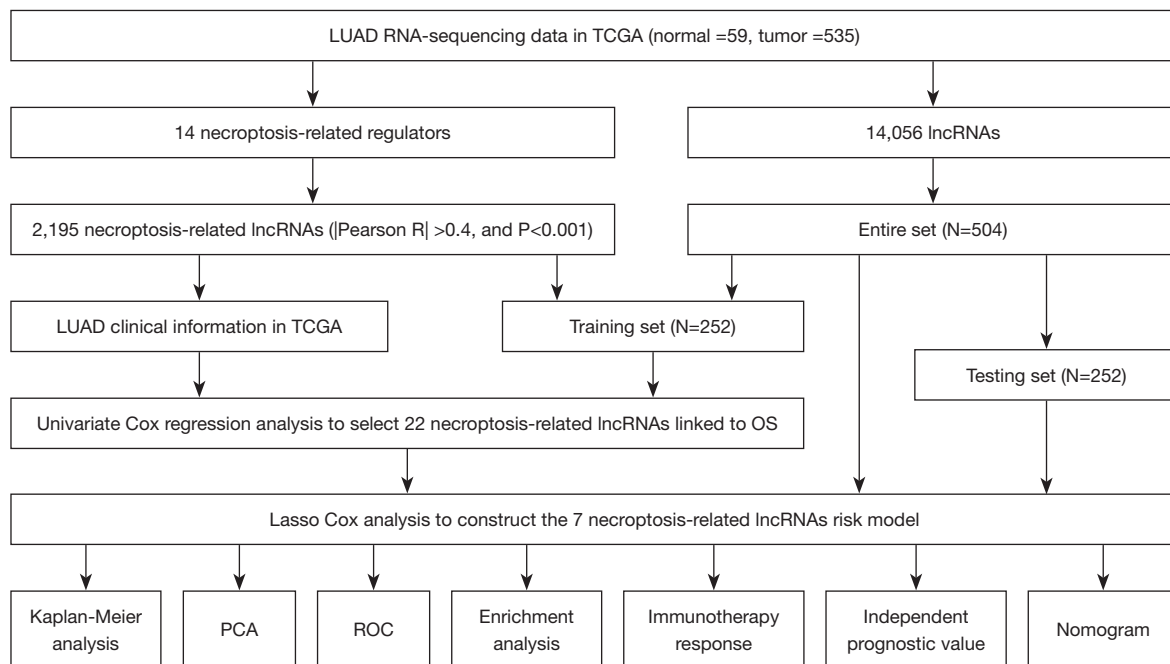 LUAD RNA-sequencing data in TCGA (normal =59, tumor =535)
14 necroptosis-related regulators
14,056 lncRNAs
2,195 necroptosis-related lncRNAs (|Pearson R| >0.4, and P<0.001)
Entire set (N=504)
LUAD clinical information in TCGA
Training set (N=252)
Testing set (N=252)
Univariate Cox regression analysis to select 22 necroptosis-related lncRNAs linked to OS
Lasso Cox analysis to construct the 7 necroptosis-related lncRNAs risk model
Kaplan-Meier
analysis
PCA
ROC
Enrichment
analysis
Immunotherapy
response
Independent
prognostic value
Nomogram